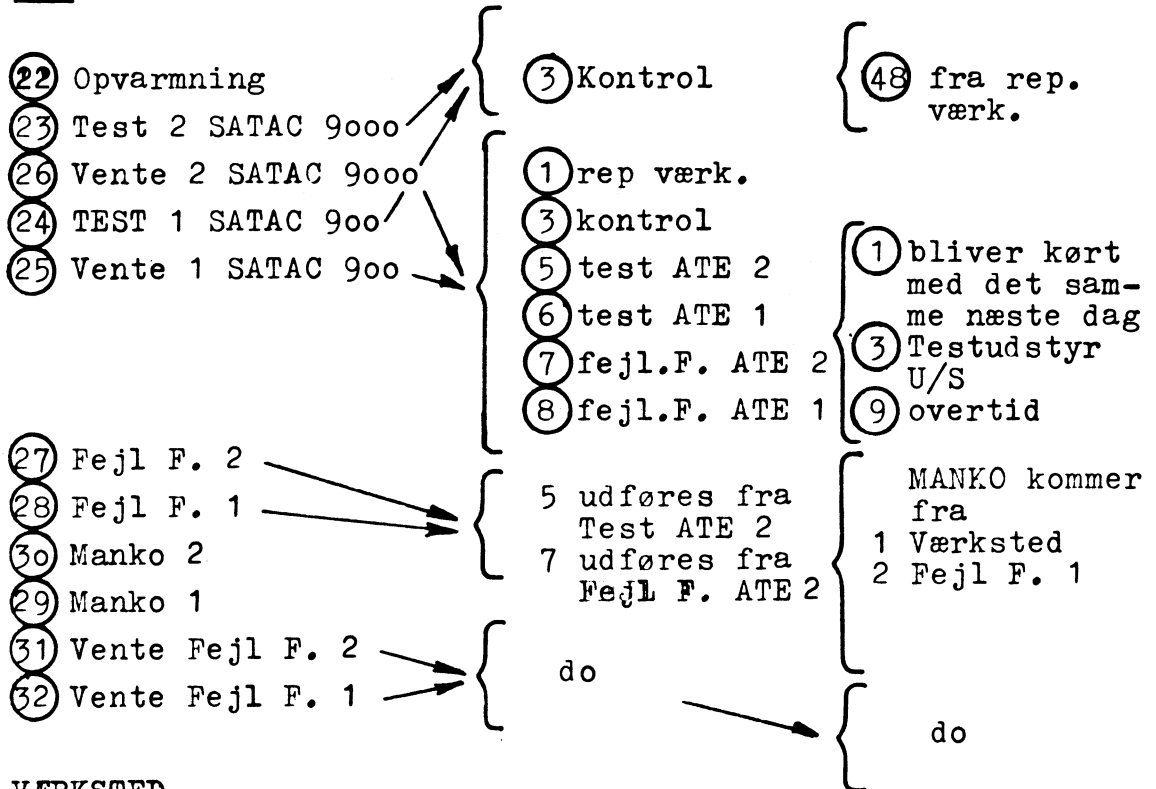 22 Opvarmning
23 Test 2 SATAC 9ooo
26 Vente 2 SATAC 9ooo
24 TEST 1 SATAC 9oo
25 Vente 1 SATAC 9oo
27 Fejl F. 2
28 Fejl F. 1
3o Manko 2
29 Manko 1
31 Vente Fejl F. 2
32 Vente Fejl F. 1
3 Kontrol
1 rep værk.
3 kontrol
5 test ATE 2
6 test ATE 1
7 fejl.F. ATE 2
8 fejl.F. ATE 1
5 udføres fra
Test ATE 2
7 udføres fra
Fejl F. ATE 2
do
48 fra rep.
værk.
1 bliver kørt
med det sam-
me næste dag
3 Testudstyr
U/S
9 overtid
MANKO kommer
fra
1 Værksted
2 Fejl F. 1
do
VÆRKSTED